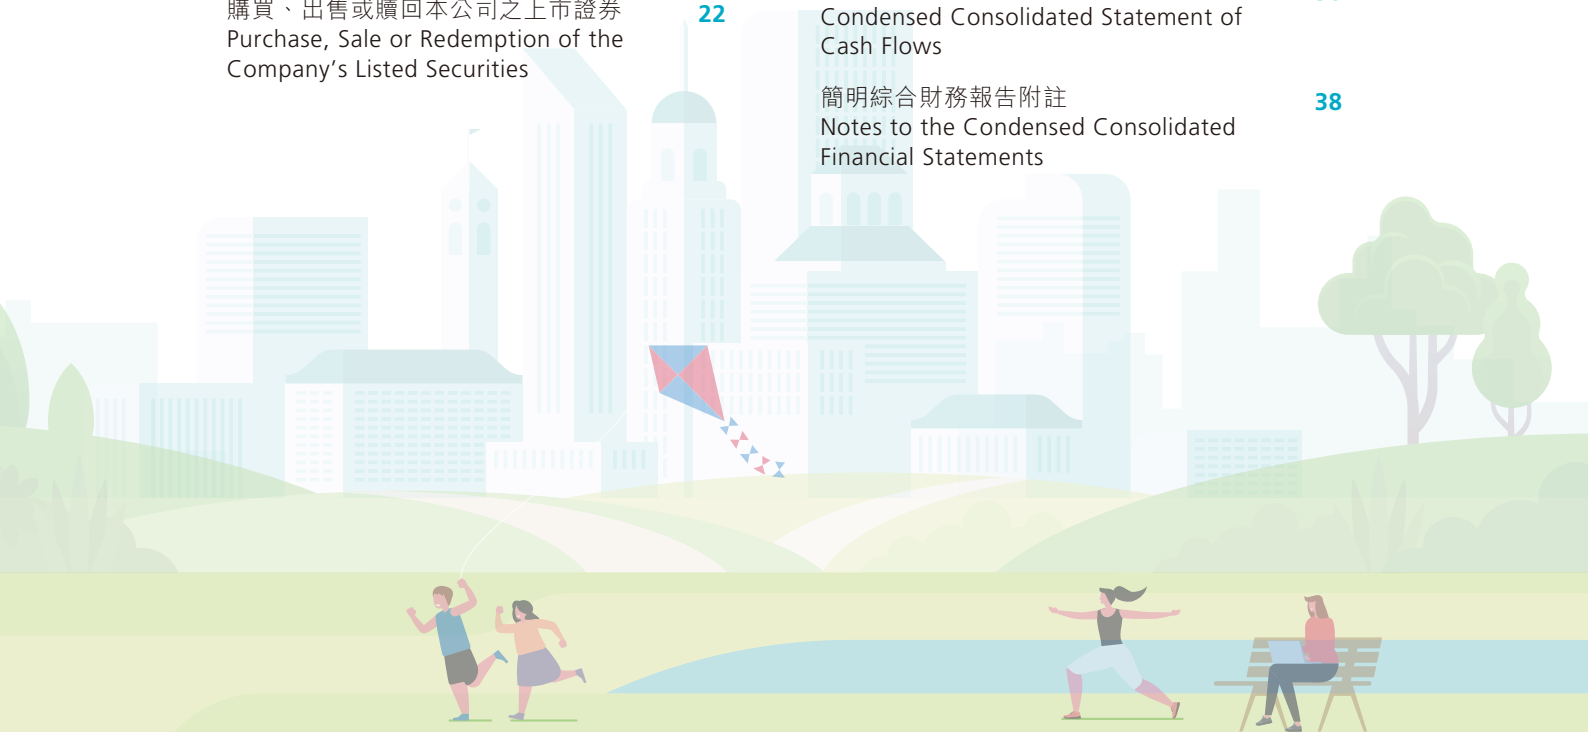 購買、出售或贖回本公司之上市證券 22
Purchase, Sale or Redemption of the
Company’s Listed Securities
Condensed Consolidated Statement of
Cash Flows
簡明綜合財務報告附註 38
Notes to the Condensed Consolidated
Financial Statements